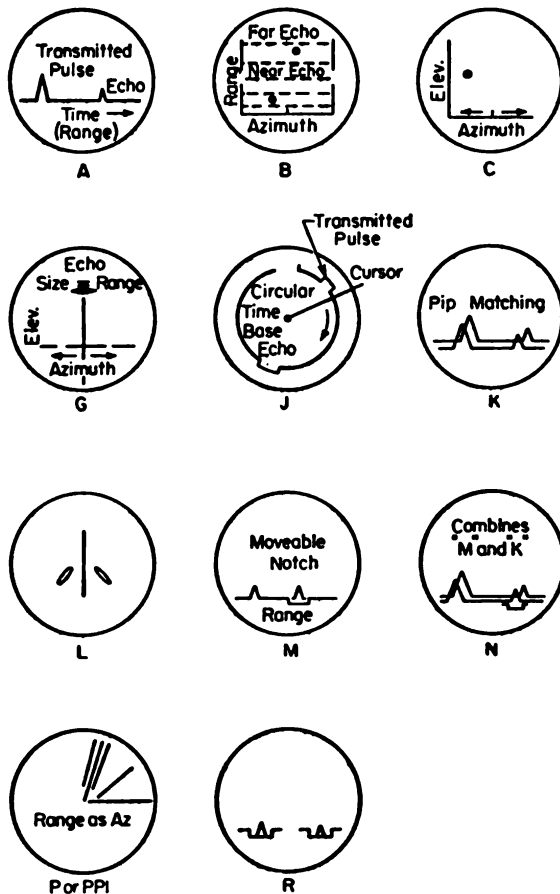 Transmitted
Pulse
Echo
Time
(Range)
A
Far Echo
Near Echo
Range
Azimuth
B
Elev.
Azimuth
C
Echo
Size Range
Elev.
Azimuth
G
Transmitted
Pulse
Cursor
Circular
Time
Base
Echo
J
Pip Matching
K
L
Moveable
Notch
Range
M
Combines
M and K
N
Range as Az
P or PPI
R